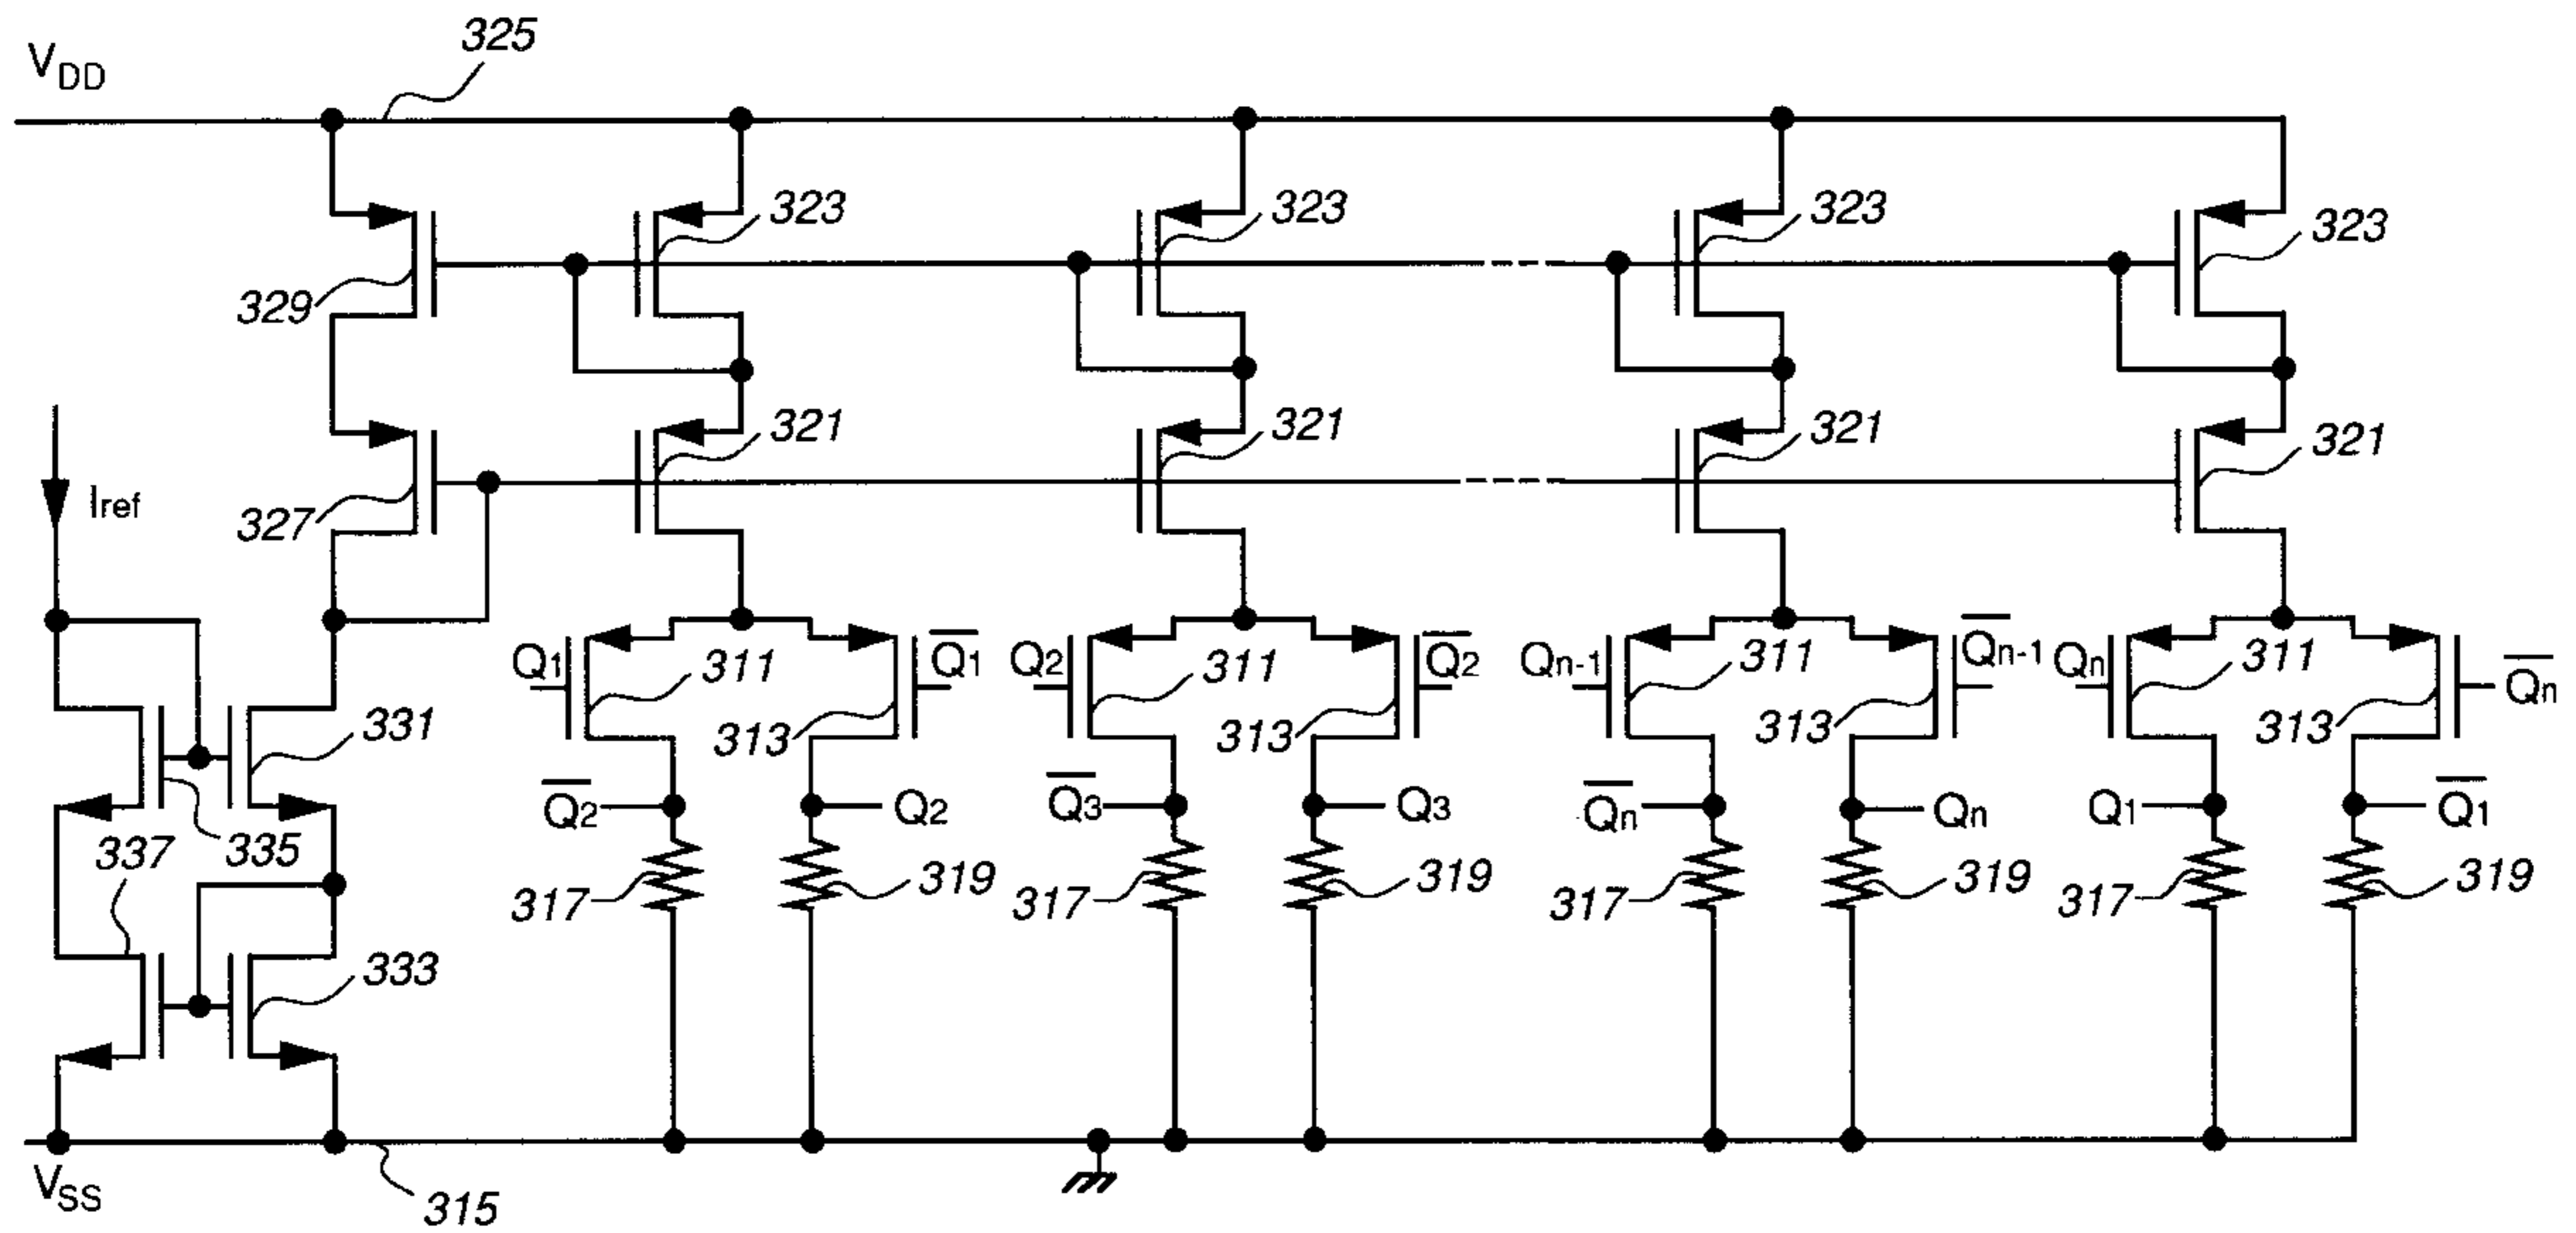 325
V_DD
323 323 323 323
329
321 321 321 321
Iref
327
Q1 311 Q̅1 Q2 311 Q̅2 Qn-1 311 Q̅n-1 Qn 311 Q̅n
331 313 313 313 313
Q̅2 Q2 Q̅3 Q3 Q̅n Qn Q1 Q̅1
337 335
317 319 317 319 317 319 317 319
333
V_SS
315